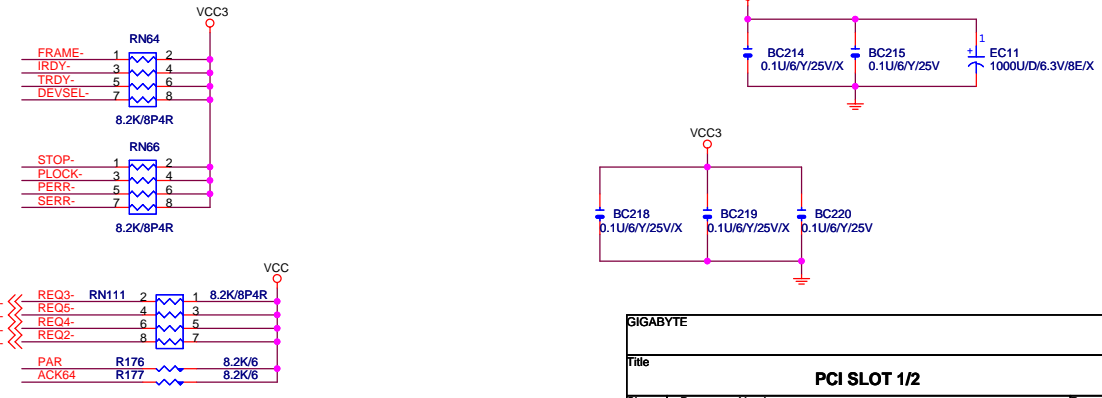 VCC3
RN64
FRAME- 1 2
IRDY- 3 4
TRDY- 5 6
DEVSEL- 7 8
8.2K/8P4R
RN66
STOP- 1 2
PLOCK- 3 4
PERR- 5 6
SERR- 7 8
8.2K/8P4R
VCC
REQ3- RN111 2 1 8.2K/8P4R
REQ5- 4 3
REQ4- 6 5
REQ2- 8 7
PAR R176 8.2K/6
ACK64 R177 8.2K/6
1
BC214 BC215 + EC11
0.1U/6/Y/25V/X 0.1U/6/Y/25V 1000U/D/6.3V/8E/X
VCC3
BC218 BC219 BC220
0.1U/6/Y/25V/X 0.1U/6/Y/25V/X 0.1U/6/Y/25V
GIGABYTE
Title
PCI SLOT 1/2